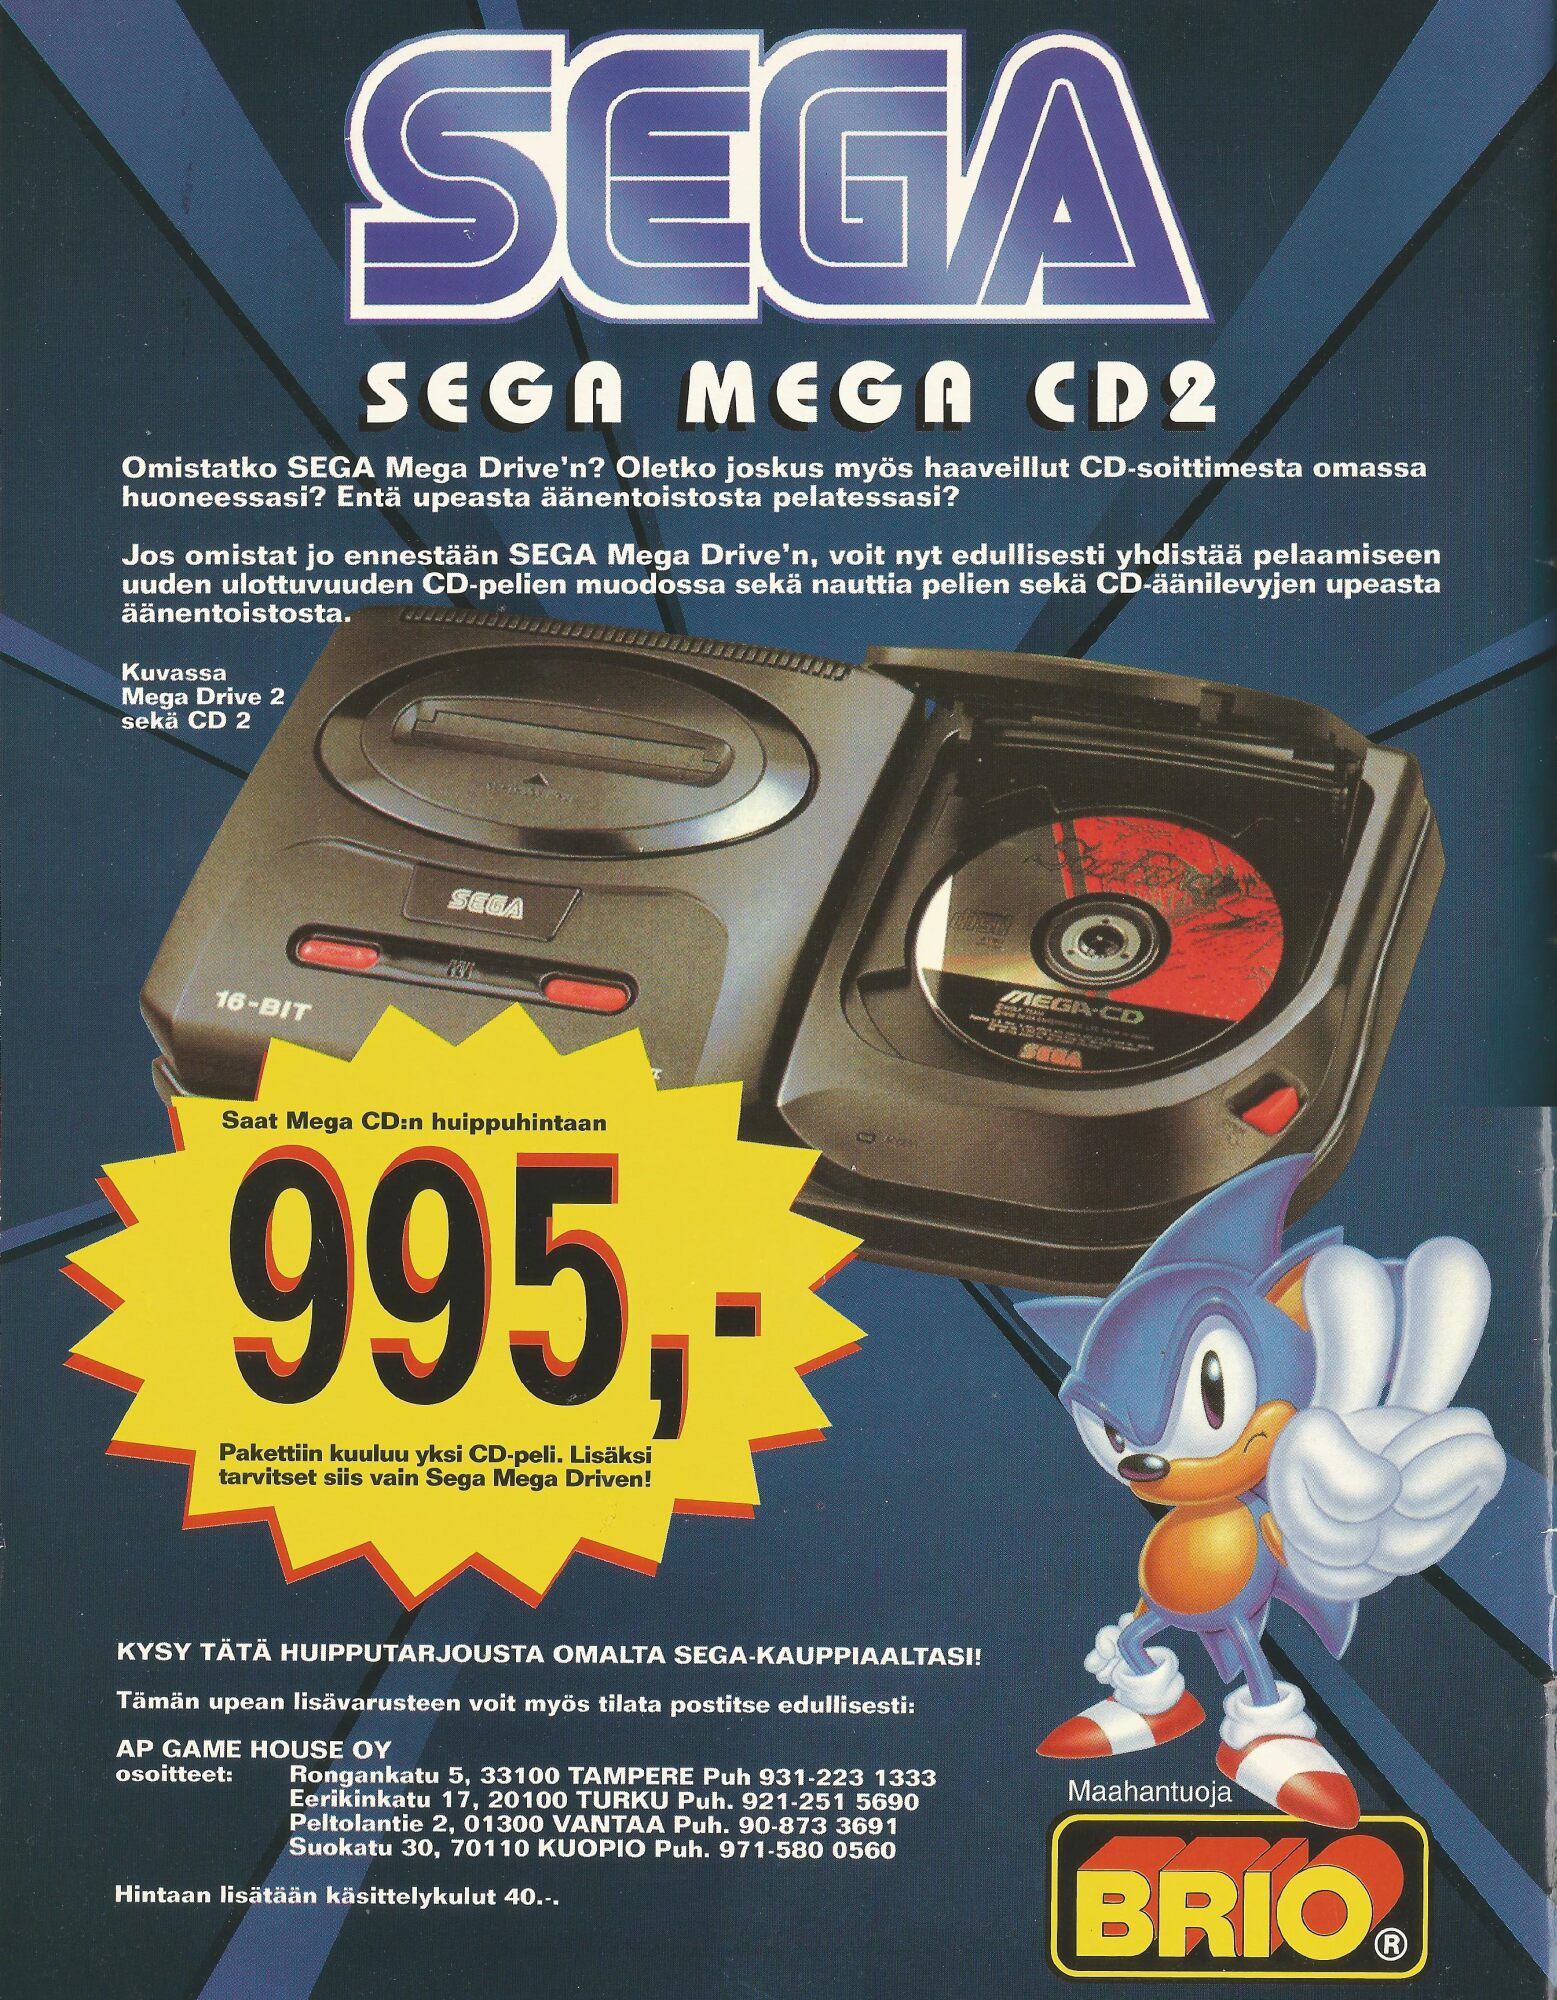 SEGA
SEGA MEGA CD2
Omistatko SEGA Mega Drive'n? Oletko joskus myös haaveillut CD-soittimesta omassa
huoneessasi? Entä upeasta äänentoistosta pelatessasi?
Jos omistat jo ennestään SEGA Mega Drive'n, voit nyt edullisesti yhdistää pelaamiseen
uuden ulottuvuuden CD-pelien muodossa sekä nauttia pelien sekä CD-äänilevyjen upeasta
äänentoistosta.
Kuvassa
Mega Drive 2
sekä CD 2
SEGA
16-BIT
MEGA-CD
SEGA
Saat Mega CD:n huippuhintaan
995,-
Pakettiin kuuluu yksi CD-peli. Lisäksi
tarvitset siis vain Sega Mega Driven!
KYSY TÄTÄ HUIPPUTARJOUSTA OMALTA SEGA-KAUPPIAALTASI!
Tämän upean lisävarusteen voit myös tilata postitse edullisesti:
AP GAME HOUSE OY
osoitteet: Rongankatu 5, 33100 TAMPERE Puh 931-223 1333
Eerikinkatu 17, 20100 TURKU Puh. 921-251 5690
Peltolantie 2, 01300 VANTAA Puh. 90-873 3691
Suokatu 30, 70110 KUOPIO Puh. 971-580 0560
Hintaan lisätään käsittelykulut 40.-.
Maahantuoja
BRIO®